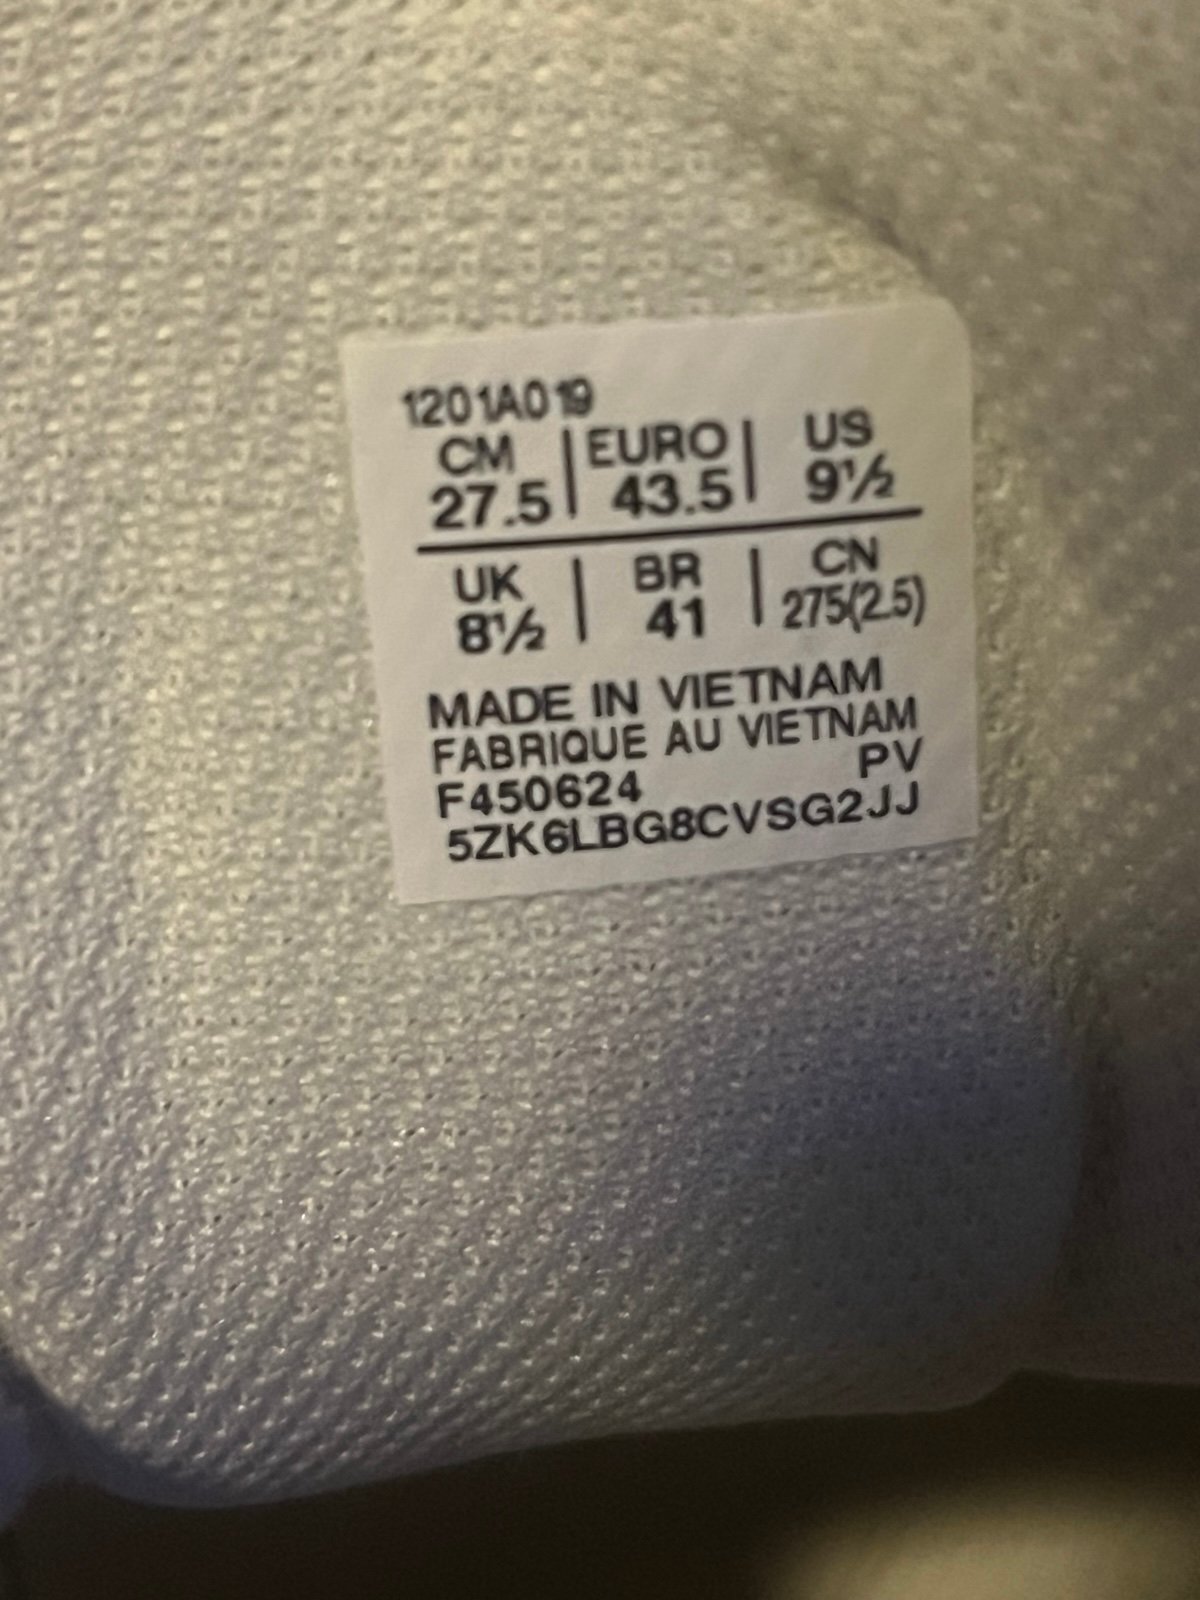 1201A019
CM | EURO | US
27.5 | 43.5 | 9½
UK | BR | CN
8½ | 41 | 275(2.5)
MADE IN VIETNAM
FABRIQUE AU VIETNAM
F450624 PV
5ZK6LBG8CVSG2JJ